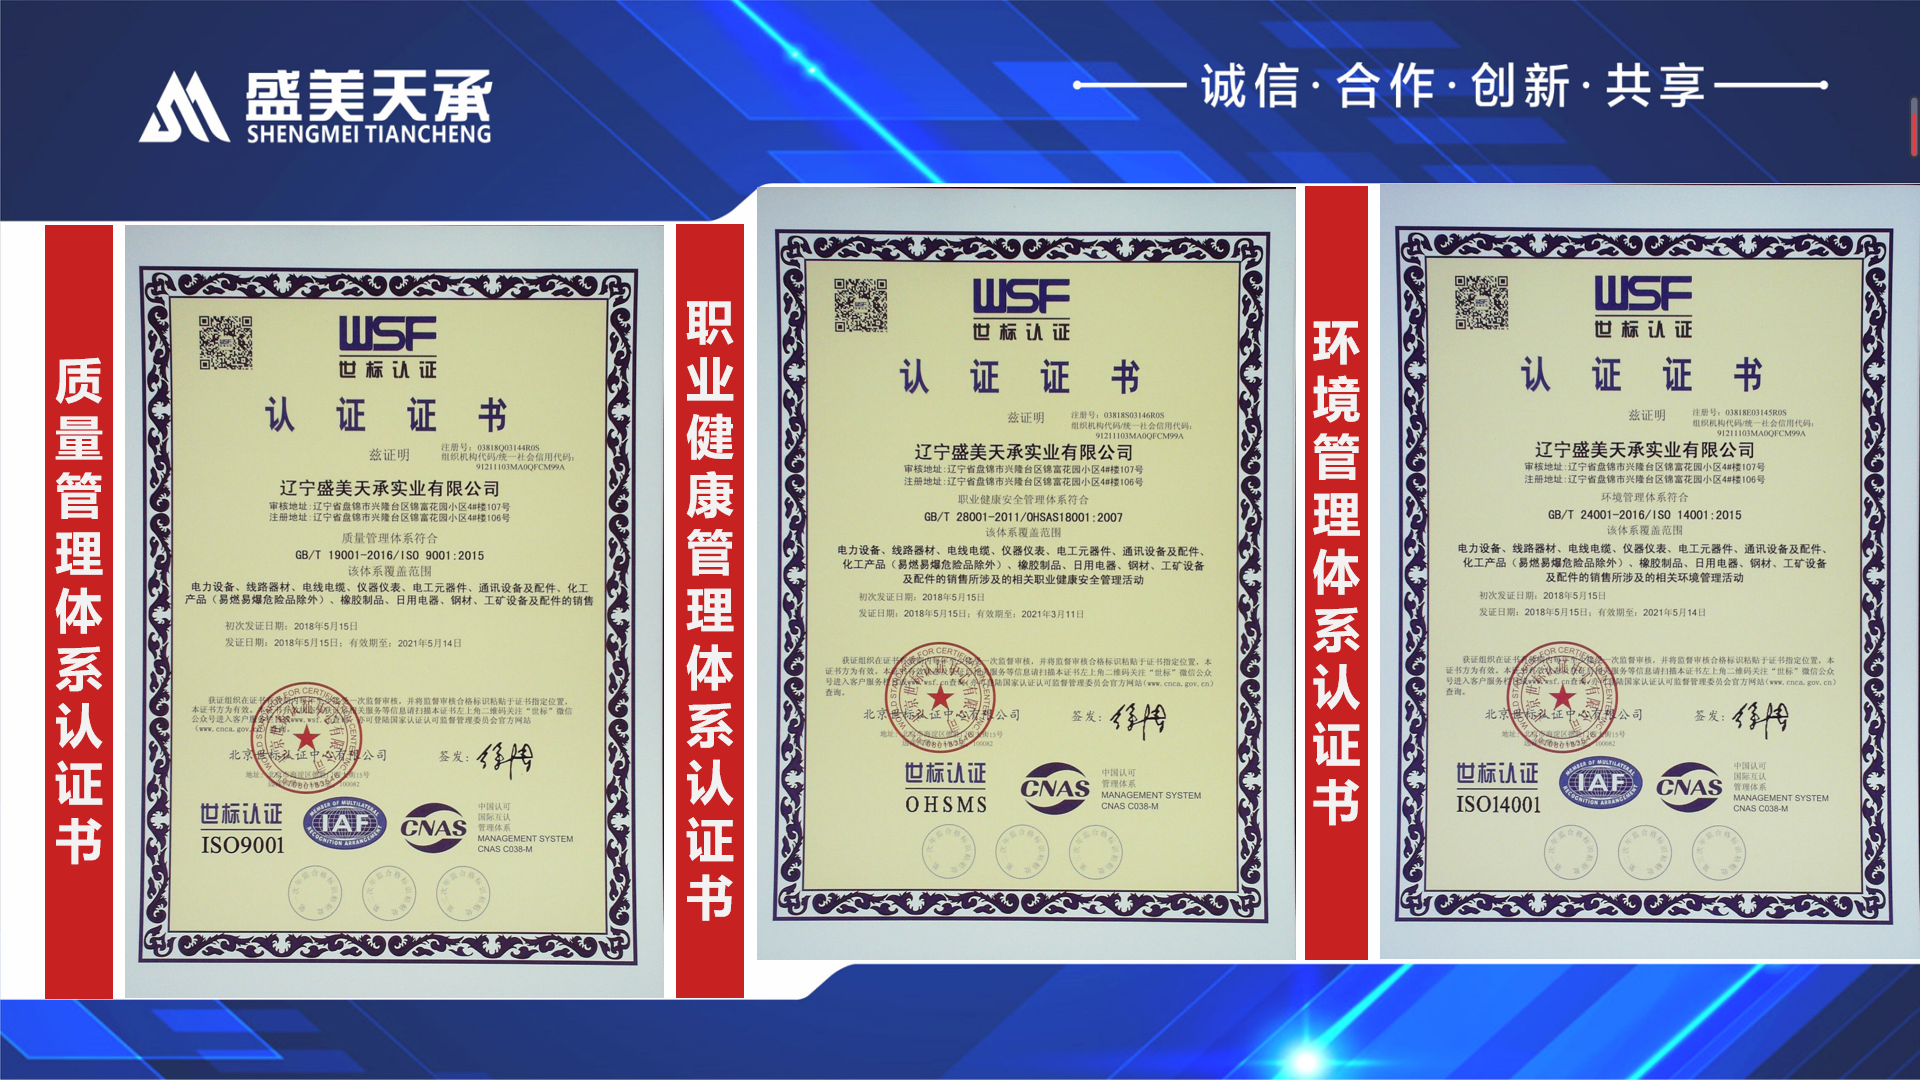 盛美天承
SHENGMEI TIANCHENG
诚信·合作·创新·共享
质量管理体系认证书
WSF
世标认证
认证证书
兹证明
注册号：03818Q03144R0S
组织机构代码/统一社会信用代码：
91211103MA0QFCM99A
辽宁盛美天承实业有限公司
审核地址:辽宁省盘锦市兴隆台区锦富花园小区4#楼107号
注册地址:辽宁省盘锦市兴隆台区锦富花园小区4#楼106号
质量管理体系符合
GB/T 19001-2016/ISO 9001:2015
该体系覆盖范围
电力设备、线路器材、电线电缆、仪器仪表、电工元器件、通讯设备及配件、化工
产品（易燃易爆危险品除外）、橡胶制品、日用电器、钢材、工矿设备及配件的销售
初次发证日期：2018年5月15日
发证日期：2018年5月15日；有效期至：2021年5月14日
签发：
世标认证
ISO9001
IAF
MEMBER OF MULTILATERAL
RECOGNITION ARRANGEMENT
CNAS
中国认可
国际互认
管理体系
MANAGEMENT SYSTEM
CNAS C038-M
职业健康管理体系认证书
WSF
世标认证
认证证书
兹证明
注册号：03818S03146R0S
组织机构代码/统一社会信用代码：
91211103MA0QFCM99A
辽宁盛美天承实业有限公司
审核地址:辽宁省盘锦市兴隆台区锦富花园小区4#楼107号
注册地址:辽宁省盘锦市兴隆台区锦富花园小区4#楼106号
职业健康安全管理体系符合
GB/T 28001-2011/OHSAS18001:2007
该体系覆盖范围
电力设备、线路器材、电线电缆、仪器仪表、电工元器件、通讯设备及配件、
化工产品（易燃易爆危险品除外）、橡胶制品、日用电器、钢材、工矿设备
及配件的销售所涉及的相关职业健康安全管理活动
初次发证日期：2018年5月15日
发证日期：2018年5月15日；有效期至：2021年3月11日
签发：
世标认证
OHSMS
CNAS
中国认可
管理体系
MANAGEMENT SYSTEM
CNAS C038-M
环境管理体系认证书
WSF
世标认证
认证证书
兹证明
注册号：03818E03145R0S
组织机构代码/统一社会信用代码：
91211103MA0QFCM99A
辽宁盛美天承实业有限公司
审核地址:辽宁省盘锦市兴隆台区锦富花园小区4#楼107号
注册地址:辽宁省盘锦市兴隆台区锦富花园小区4#楼106号
环境管理体系符合
GB/T 24001-2016/ISO 14001:2015
该体系覆盖范围
电力设备、线路器材、电线电缆、仪器仪表、电工元器件、通讯设备及配件、
化工产品（易燃易爆危险品除外）、橡胶制品、日用电器、钢材、工矿设备
及配件的销售所涉及的相关环境管理活动
初次发证日期：2018年5月15日
发证日期：2018年5月15日；有效期至：2021年5月14日
签发：
世标认证
ISO14001
IAF
MEMBER OF MULTILATERAL
RECOGNITION ARRANGEMENT
CNAS
中国认可
国际互认
管理体系
MANAGEMENT SYSTEM
CNAS C038-M